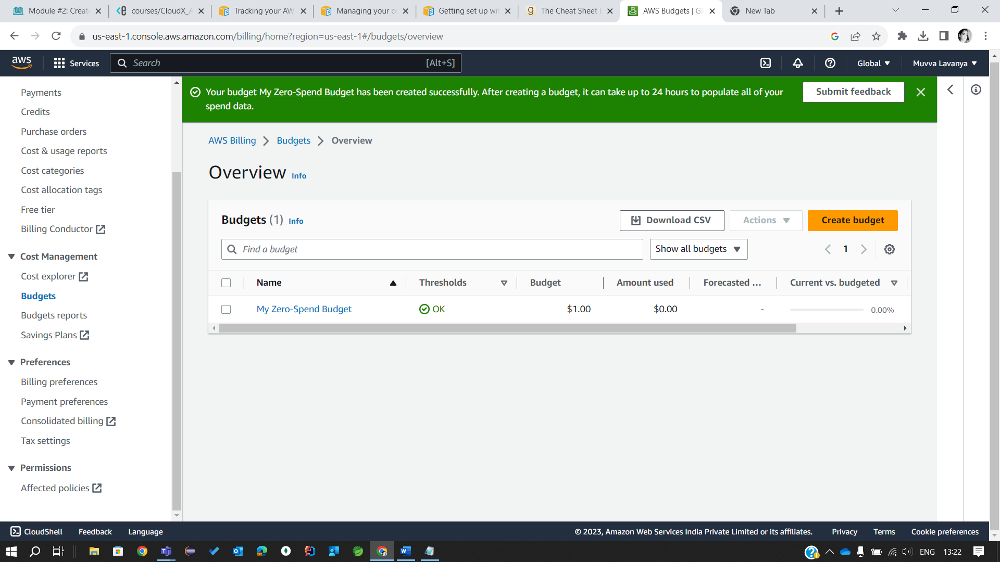 Module #2: Creat
courses/CloudX_A
Tracking your AW
Managing your c
Getting set up wi
The Cheat Sheet
AWS Budgets | Gl
New Tab
us-east-1.console.aws.amazon.com/billing/home?region=us-east-1#/budgets/overview
aws
Services
Search
[Alt+S]
Global
Muvva Lavanya
Payments
Credits
Purchase orders
Cost & usage reports
Cost categories
Cost allocation tags
Free tier
Billing Conductor
Cost Management
Cost explorer
Budgets
Budgets reports
Savings Plans
Preferences
Billing preferences
Payment preferences
Consolidated billing
Tax settings
Permissions
Affected policies
Your budget My Zero-Spend Budget has been created successfully. After creating a budget, it can take up to 24 hours to populate all of your
spend data.
Submit feedback
AWS Billing > Budgets > Overview
Overview Info
Budgets (1) Info
Download CSV
Actions
Create budget
Find a budget
Show all budgets
1
Name Thresholds Budget Amount used Forecasted ... Current vs. budgeted
My Zero-Spend Budget OK $1.00 $0.00 - 0.00%
CloudShell Feedback Language
© 2023, Amazon Web Services India Private Limited or its affiliates. Privacy Terms Cookie preferences
ENG 13:22